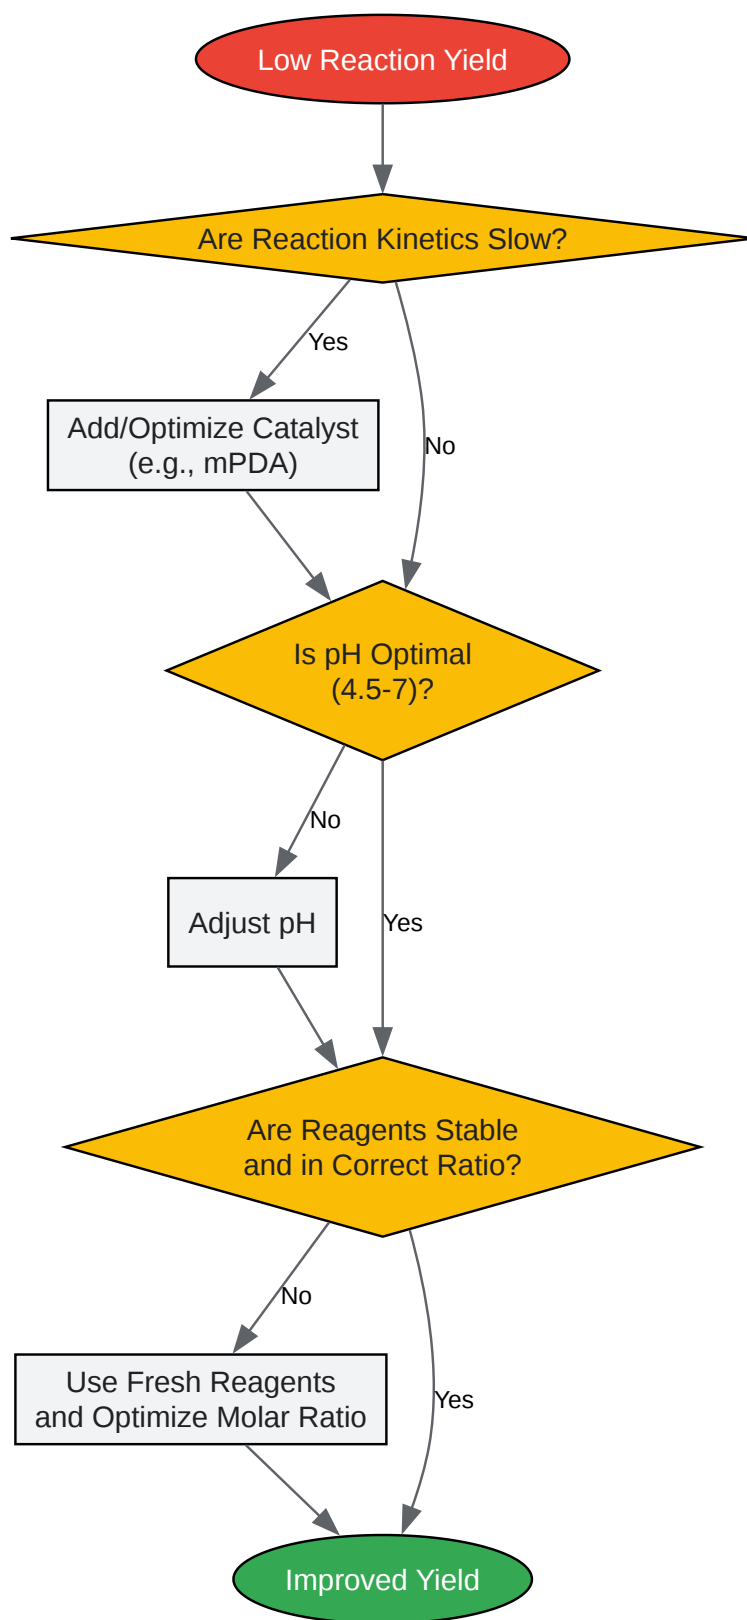 Low Reaction Yield
Are Reaction Kinetics Slow?
Yes
Add/Optimize Catalyst
(e.g., mPDA)
No
Is pH Optimal
(4.5-7)?
No
Adjust pH
Yes
Are Reagents Stable
and in Correct Ratio?
No
Use Fresh Reagents
and Optimize Molar Ratio
Yes
Improved Yield